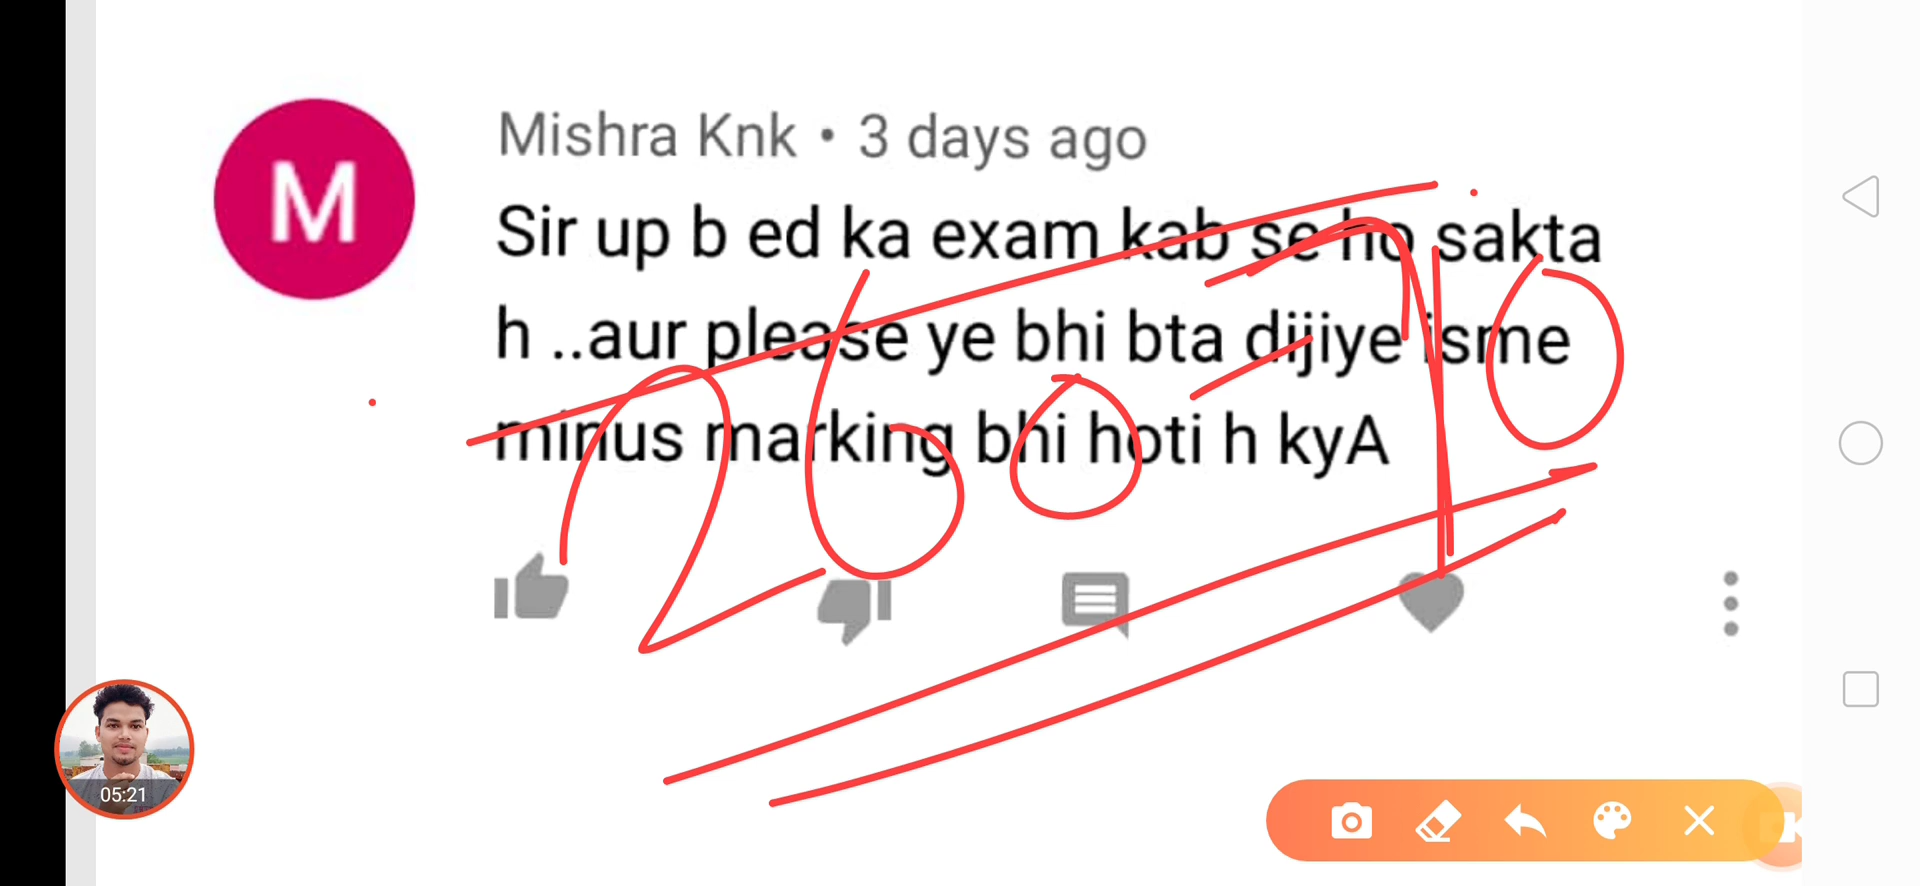 Mishra Knk • 3 days ago
M
Sir up b ed ka exam kab se ho sakta
h ..aur please ye bhi bta dijiye isme
minus marking bhi hoti h kyA
05:21